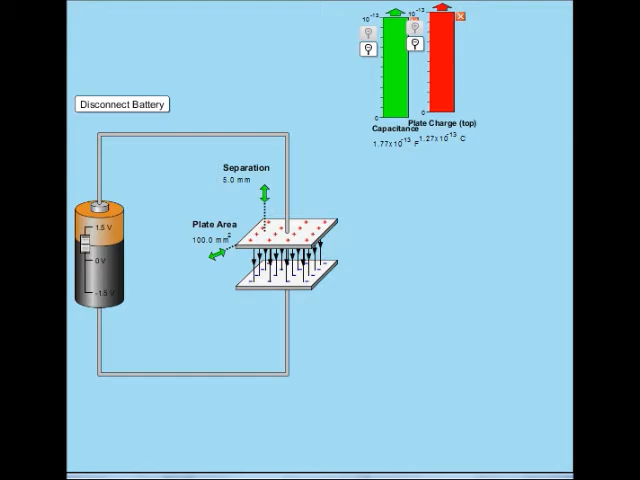 10-13
10-13
0
0
Capacitance
1.77x10-13 F
Plate Charge (top)
1.27x10-13 C
Disconnect Battery
Separation
5.0 mm
Plate Area
100.0 mm2
1.5 V
0 V
-1.5 V